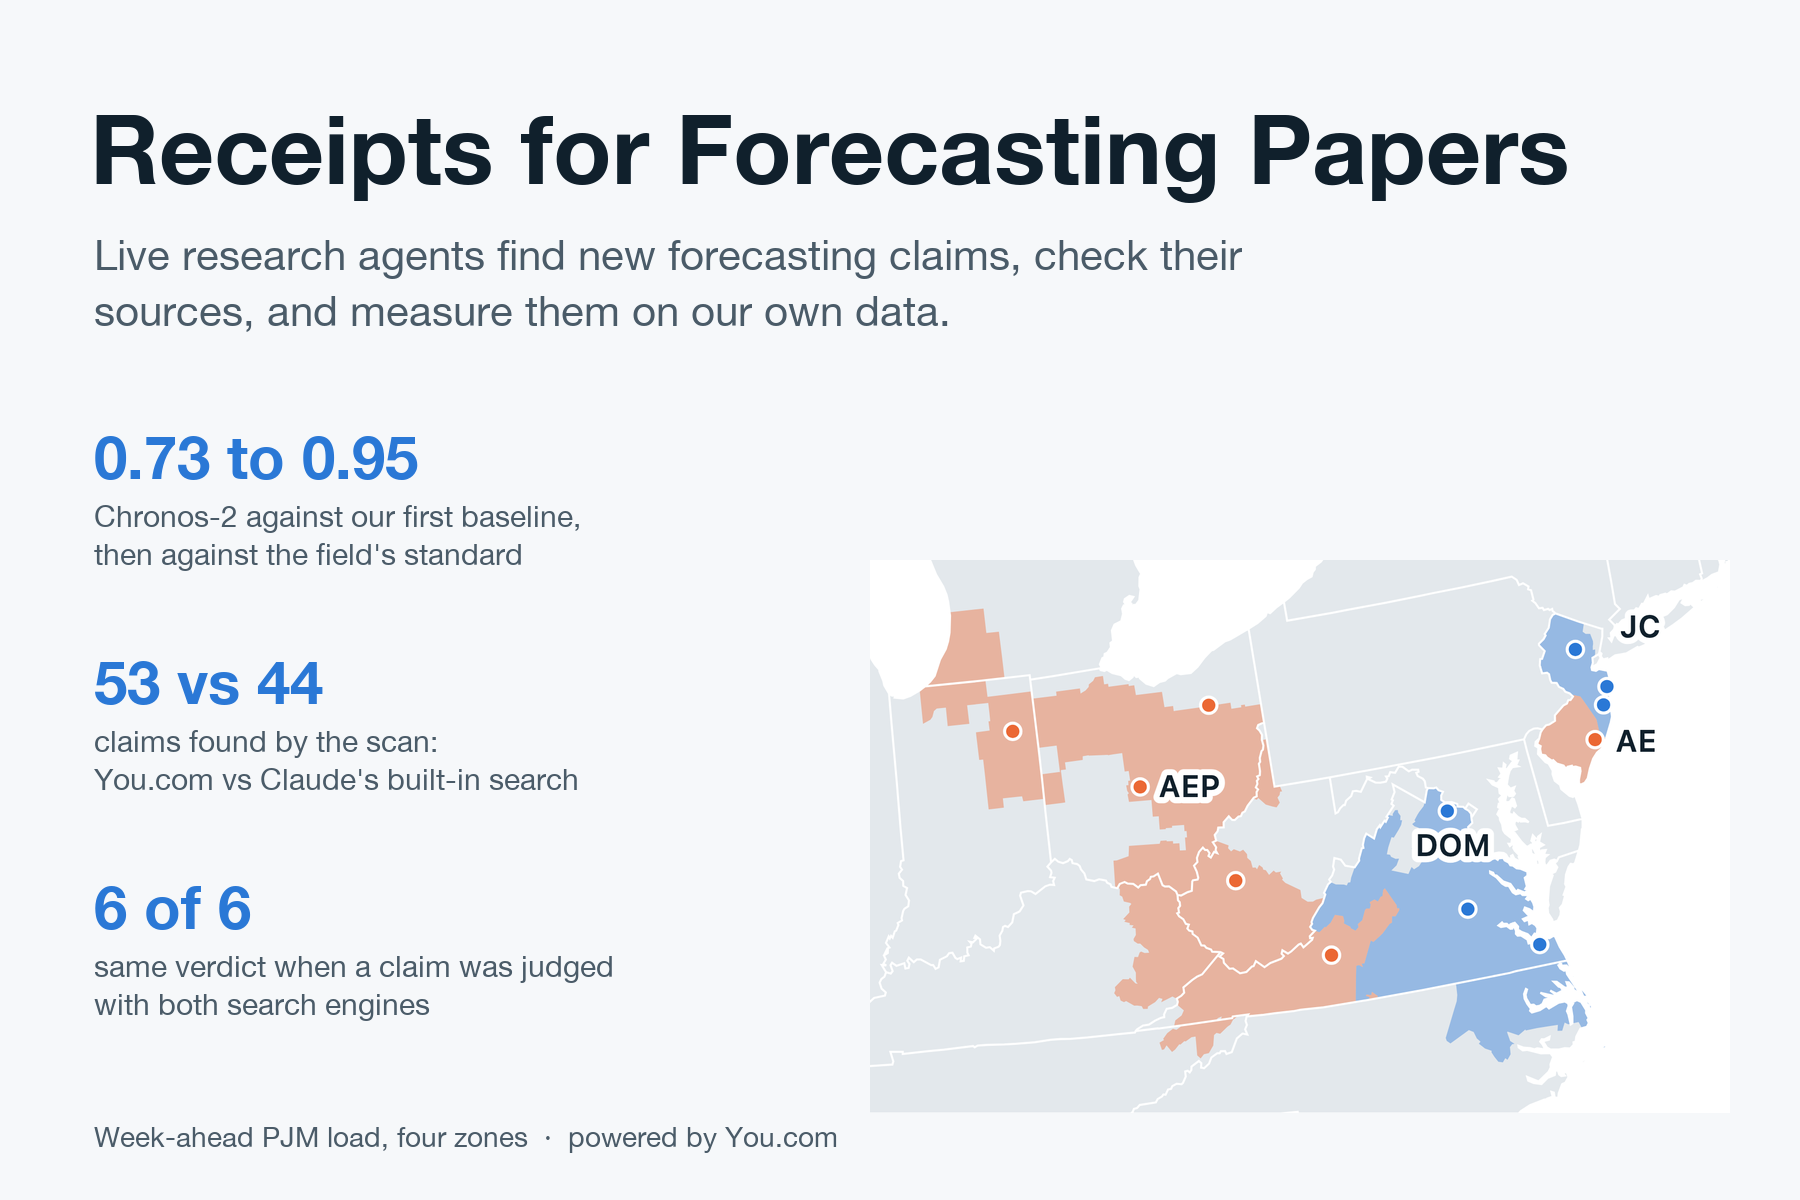 Receipts for Forecasting Papers
Live research agents find new forecasting claims, check their
sources, and measure them on our own data.
0.73 to 0.95
Chronos-2 against our first baseline,
then against the field's standard
53 vs 44
claims found by the scan:
You.com vs Claude's built-in search
6 of 6
same verdict when a claim was judged
with both search engines
JC
AE
AEP
DOM
Week-ahead PJM load, four zones · powered by You.com